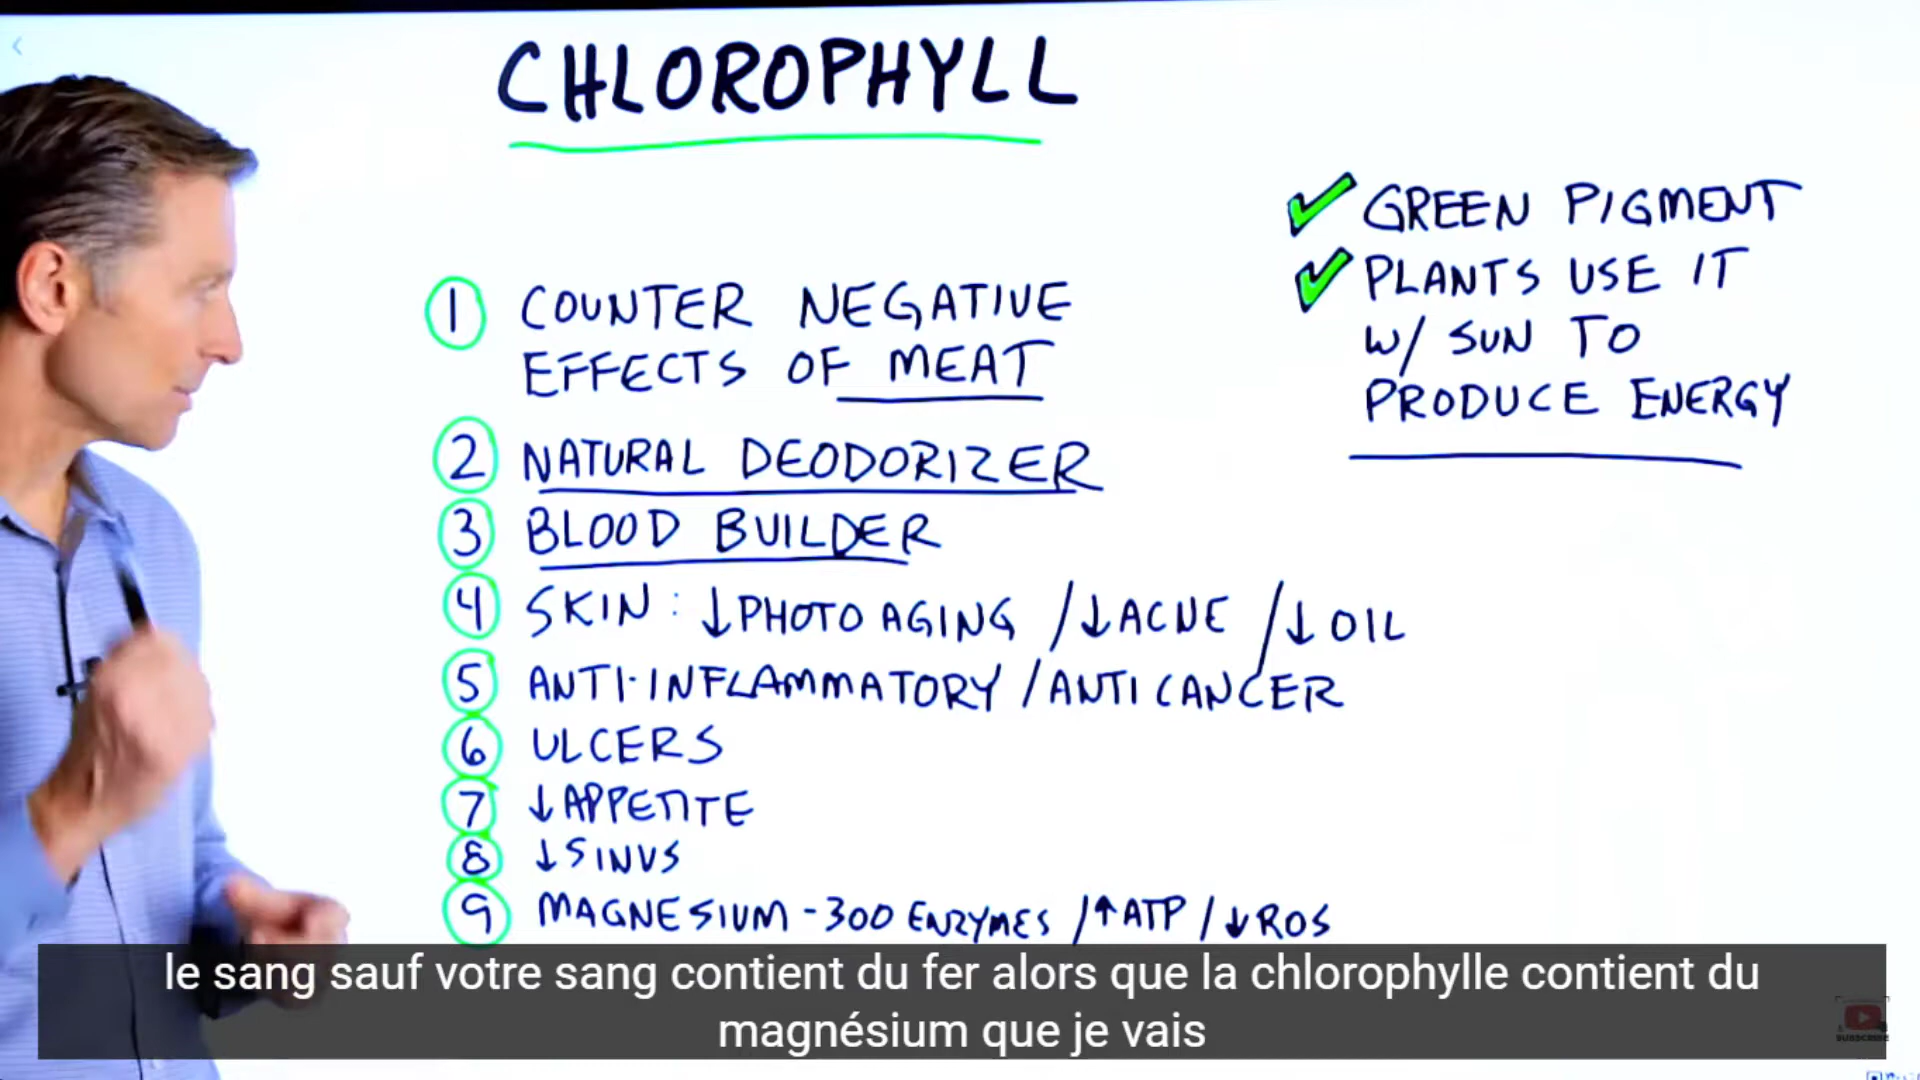 CHLOROPHYLL
✓ GREEN PIGMENT
✓ PLANTS USE IT
W/ SUN TO
PRODUCE ENERGY
1 COUNTER NEGATIVE
EFFECTS OF MEAT
2 NATURAL DEODORIZER
3 BLOOD BUILDER
4 SKIN: ↓PHOTO AGING /↓ACNE /↓OIL
5 ANTI-INFLAMMATORY / ANTI CANCER
6 ULCERS
7 ↓APPETITE
8 ↓SINUS
9 MAGNESIUM - 300 ENZYMES /↑ATP /↓ROS
le sang sauf votre sang contient du fer alors que la chlorophylle contient du
magnésium que je vais
SUBSCRIBE